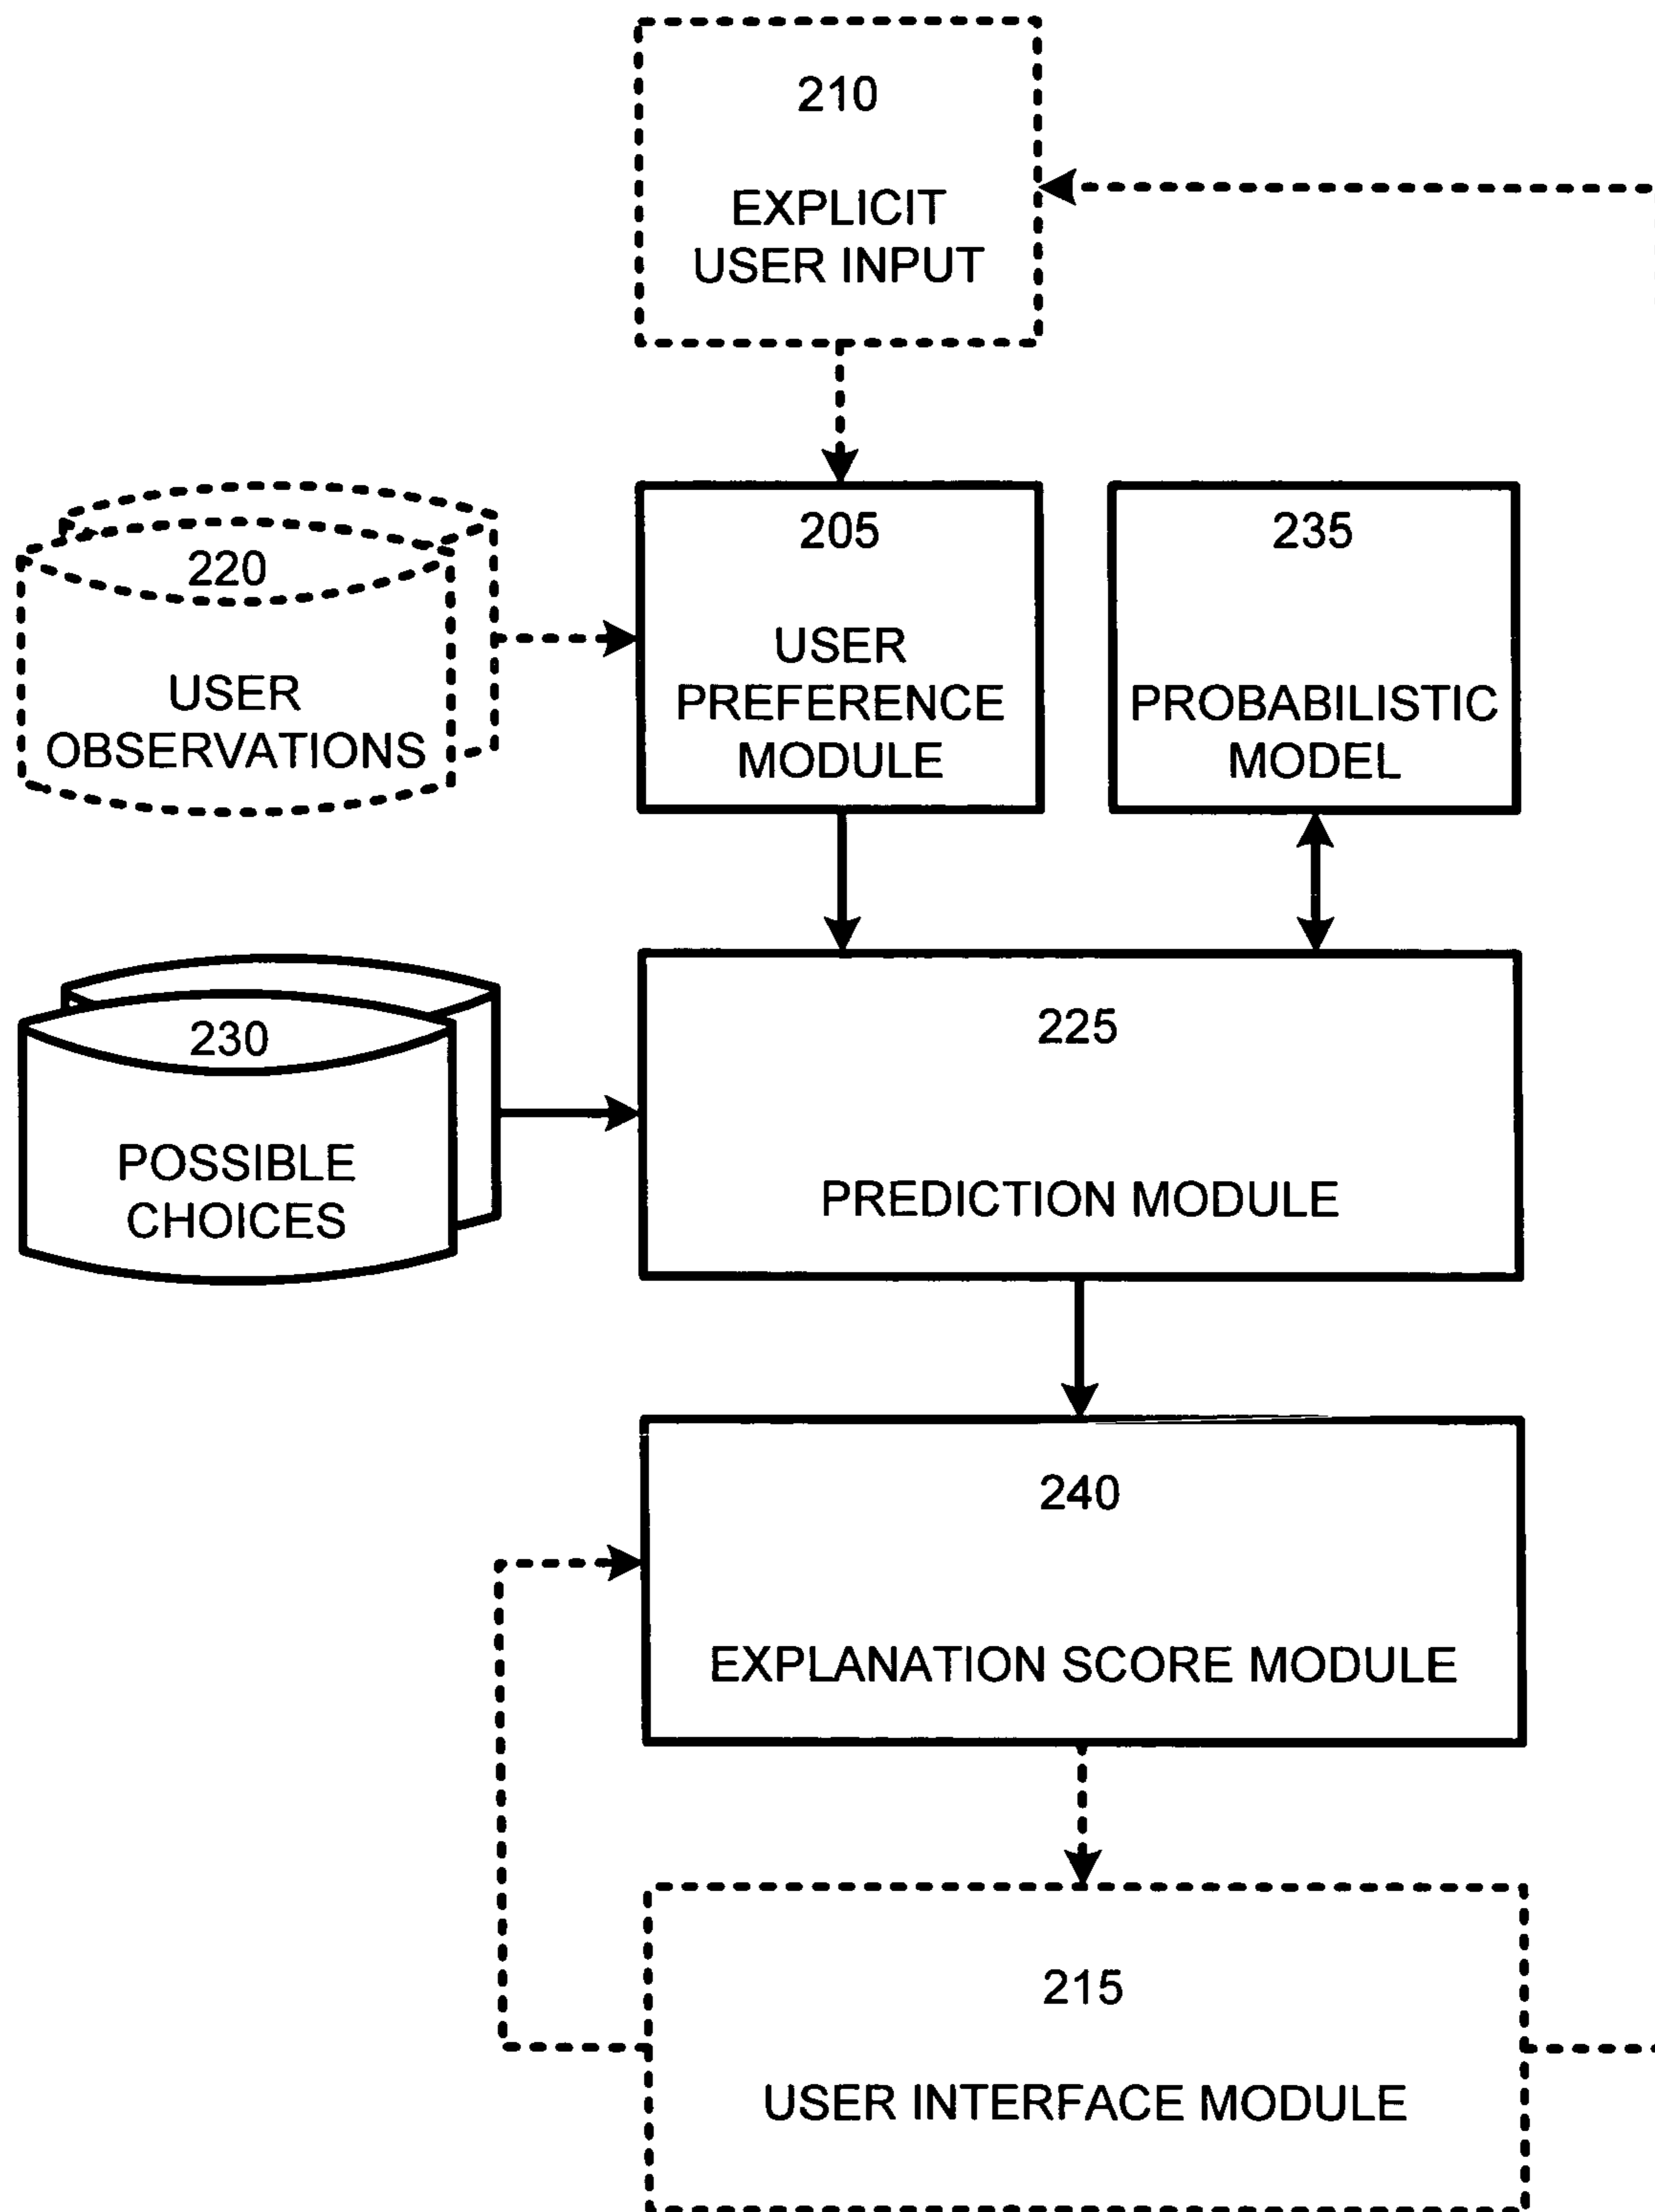 210
EXPLICIT
USER INPUT
220
USER
OBSERVATIONS
205
USER
PREFERENCE
MODULE
235
PROBABILISTIC
MODEL
230
POSSIBLE
CHOICES
225
PREDICTION MODULE
240
EXPLANATION SCORE MODULE
215
USER INTERFACE MODULE